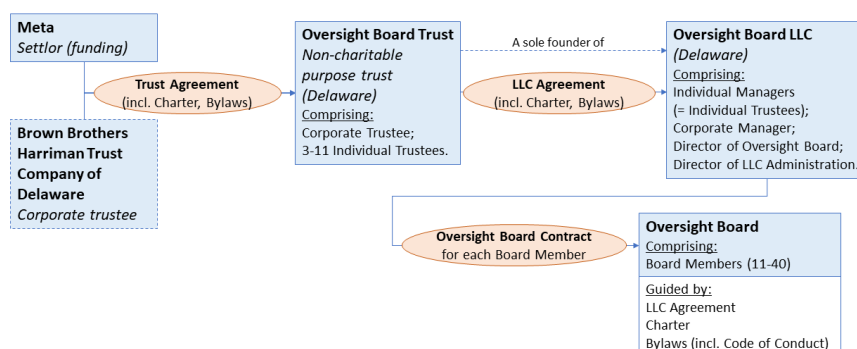 Meta
Settlor (funding)
Brown Brothers
Harriman Trust
Company of
Delaware
Corporate trustee
Trust Agreement
(incl. Charter, Bylaws)
Oversight Board Trust
Non-charitable
purpose trust
(Delaware)
Comprising:
Corporate Trustee;
3-11 Individual Trustees.
A sole founder of
LLC Agreement
(incl. Charter, Bylaws)
Oversight Board LLC
(Delaware)
Comprising:
Individual Managers
(= Individual Trustees);
Corporate Manager;
Director of Oversight Board;
Director of LLC Administration.
Oversight Board Contract
for each Board Member
Oversight Board
Comprising:
Board Members (11-40)
Guided by:
LLC Agreement
Charter
Bylaws (incl. Code of Conduct)